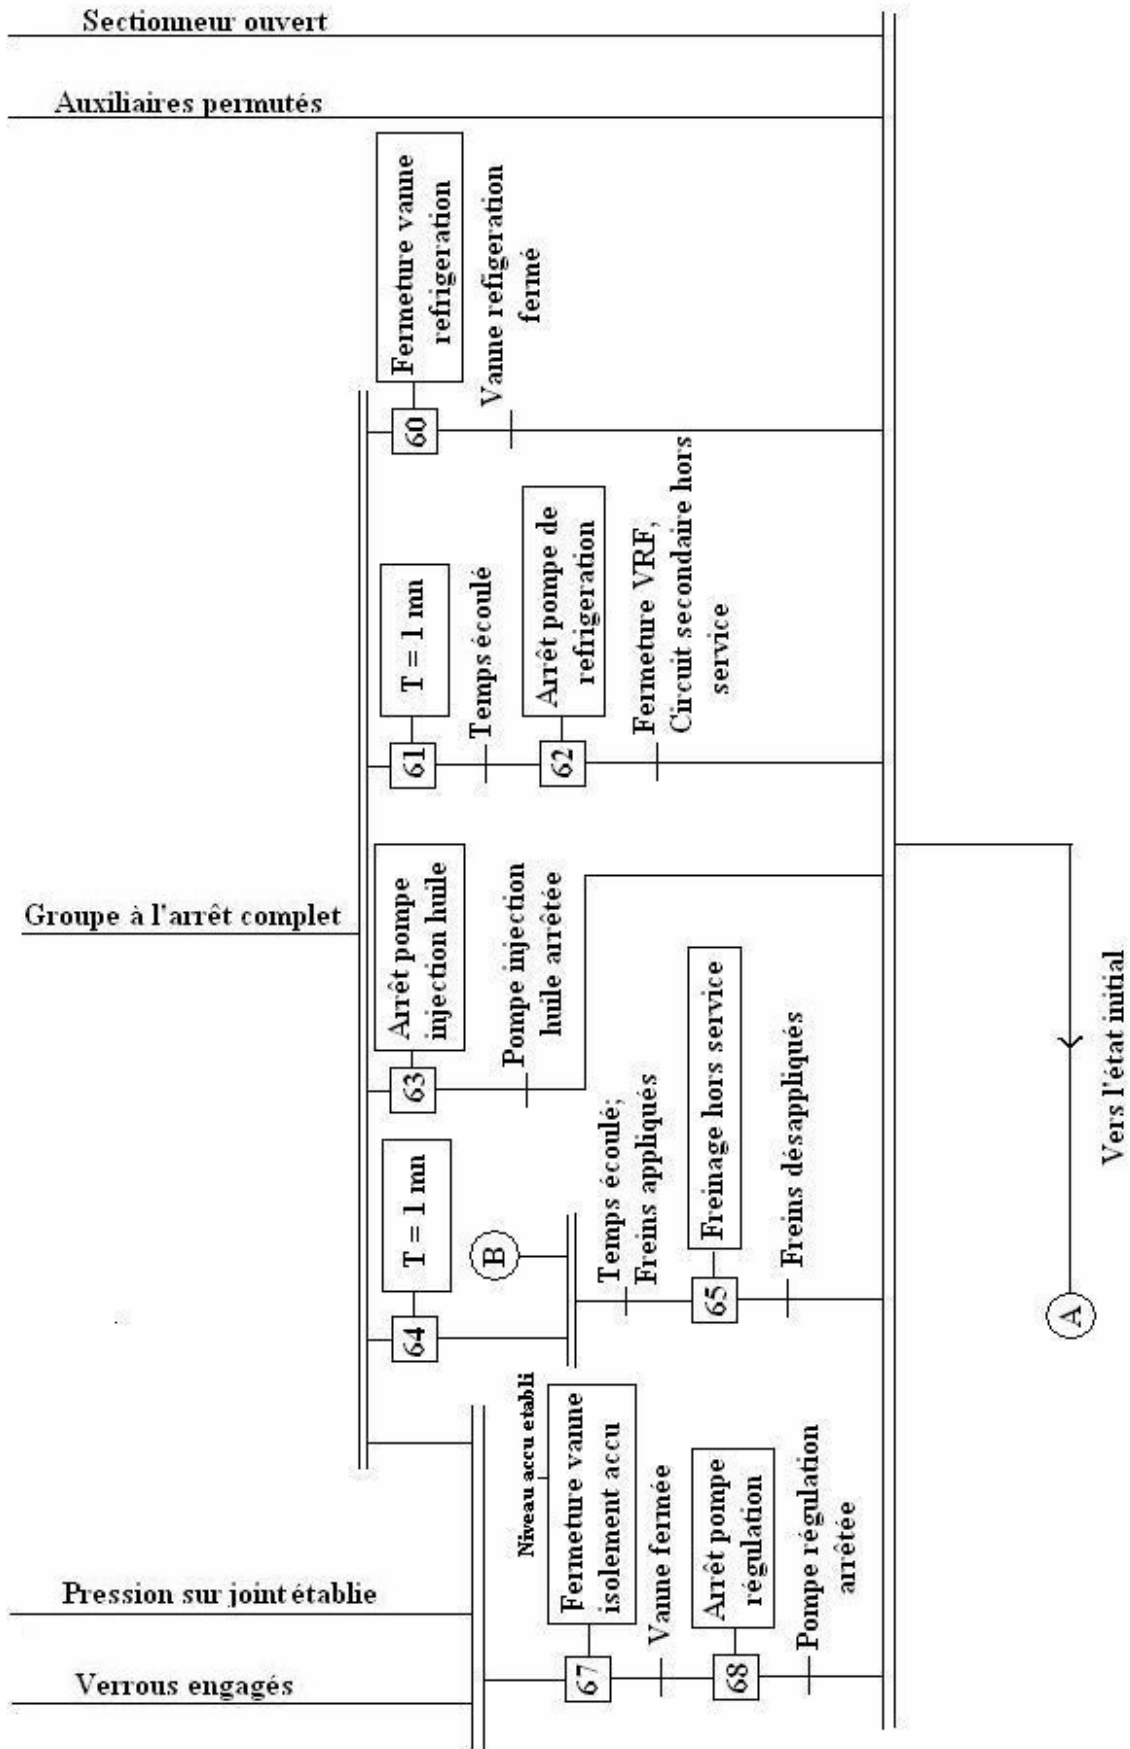 Sectionneur ouvert
Auxiliaires permutés
Groupe à l'arrêt complet
Pression sur joint établie
Verrous engagés
60
Fermeture vanne
refrigeration
Vanne refigeration
fermé
61
T = 1 mn
Temps écoulé
62
Arrêt pompe de
refrigeration
Fermeture VRF,
Circuit secondaire hors
service
63
Arrêt pompe
injection huile
Pompe injection
huile arrêtée
64
T = 1 mn
B
Temps écoulé;
Freins appliqués
65
Freinage hors service
Freins désappliqués
Niveau accu etabli
67
Fermeture vanne
isolement accu
Vanne fermée
68
Arrêt pompe
régulation
Pompe régulation
arrêtée
A
Vers l'état initial